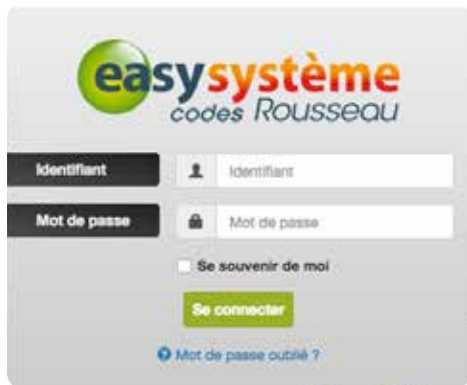 easysystème
codes Rousseau
Identifiant Identifiant
Mot de passe Mot de passe
Se souvenir de moi
Se connecter
Mot de passe oublié ?